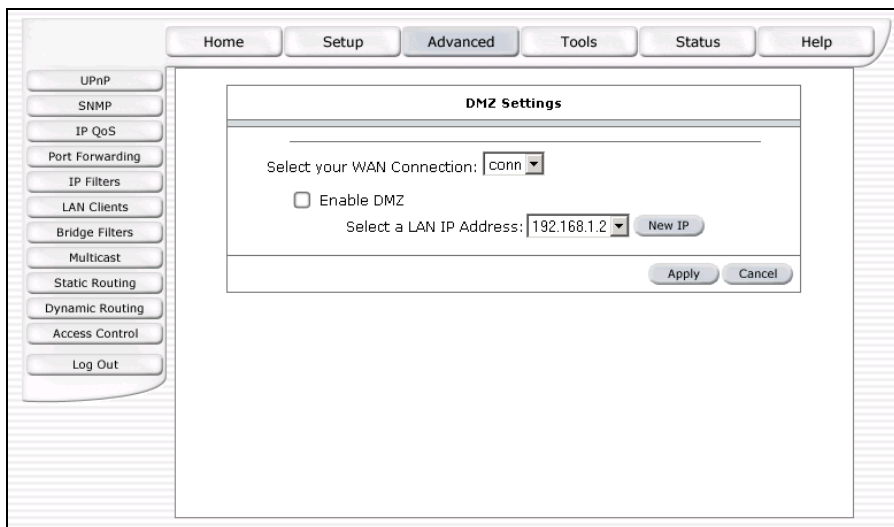 Home Setup Advanced Tools Status Help
UPnP
SNMP
IP QoS
Port Forwarding
IP Filters
LAN Clients
Bridge Filters
Multicast
Static Routing
Dynamic Routing
Access Control
Log Out
DMZ Settings
Select your WAN Connection: conn
Enable DMZ
Select a LAN IP Address: 192.168.1.2 New IP
Apply Cancel